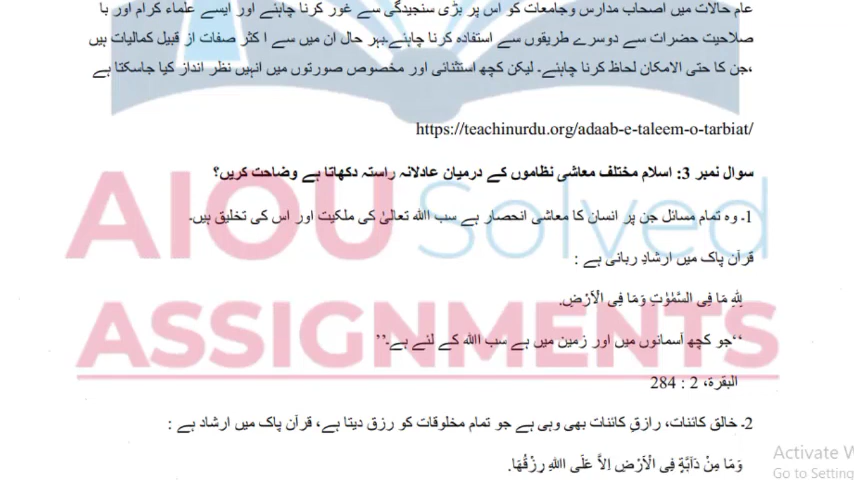 عام حالات میں اصحاب مدارس وجامعات کو اس پر بڑی سنجیدگی سے غور کرنا چاہئے اور ایسے علماء کرام اور با
صلاحیت حضرات سے دوسرے طریقوں سے استفادہ کرنا چاہئے۔بہر حال ان میں سے اکثر صفات از قبیل کمالیات ہیں
،جن کا حتی الامکان لحاظ کرنا چاہئے۔ لیکن کچھ استثنائی اور مخصوص صورتوں میں انہیں نظر انداز کیا جاسکتا ہے
https://teachinurdu.org/adaab-e-taleem-o-tarbiat/
سوال نمبر 3: اسلام مختلف معاشی نظاموں کے درمیان عادلانہ راستہ دکھاتا ہے وضاحت کریں؟
AIOU Solved
1۔ وہ تمام مسائل جن پر انسان کا معاشی انحصار ہے سب اﷲ تعالیٰ کی ملکیت اور اس کی تخلیق ہیں۔
قرآن پاک میں ارشادِ ربانی ہے :
لِلّٰہِ مَا فِی السَّمٰوٰتِ وَمَا فِی الْاَرْضِ.
ASSIGNMENTS
‘‘جو کچھ آسمانوں میں اور زمین میں ہے سب اﷲ کے لئے ہے۔’’
البقرة، 2 : 284
2۔ خالق کائنات، رازقِ کائنات بھی وہی ہے جو تمام مخلوقات کو رزق دیتا ہے، قرآن پاک میں ارشاد ہے :
Activate W
وَمَا مِنْ دَآبَّةٍ فِی الْاَرْضِ اِلاَّ عَلَی اﷲِ رِزْقُهَا.
Go to Setting